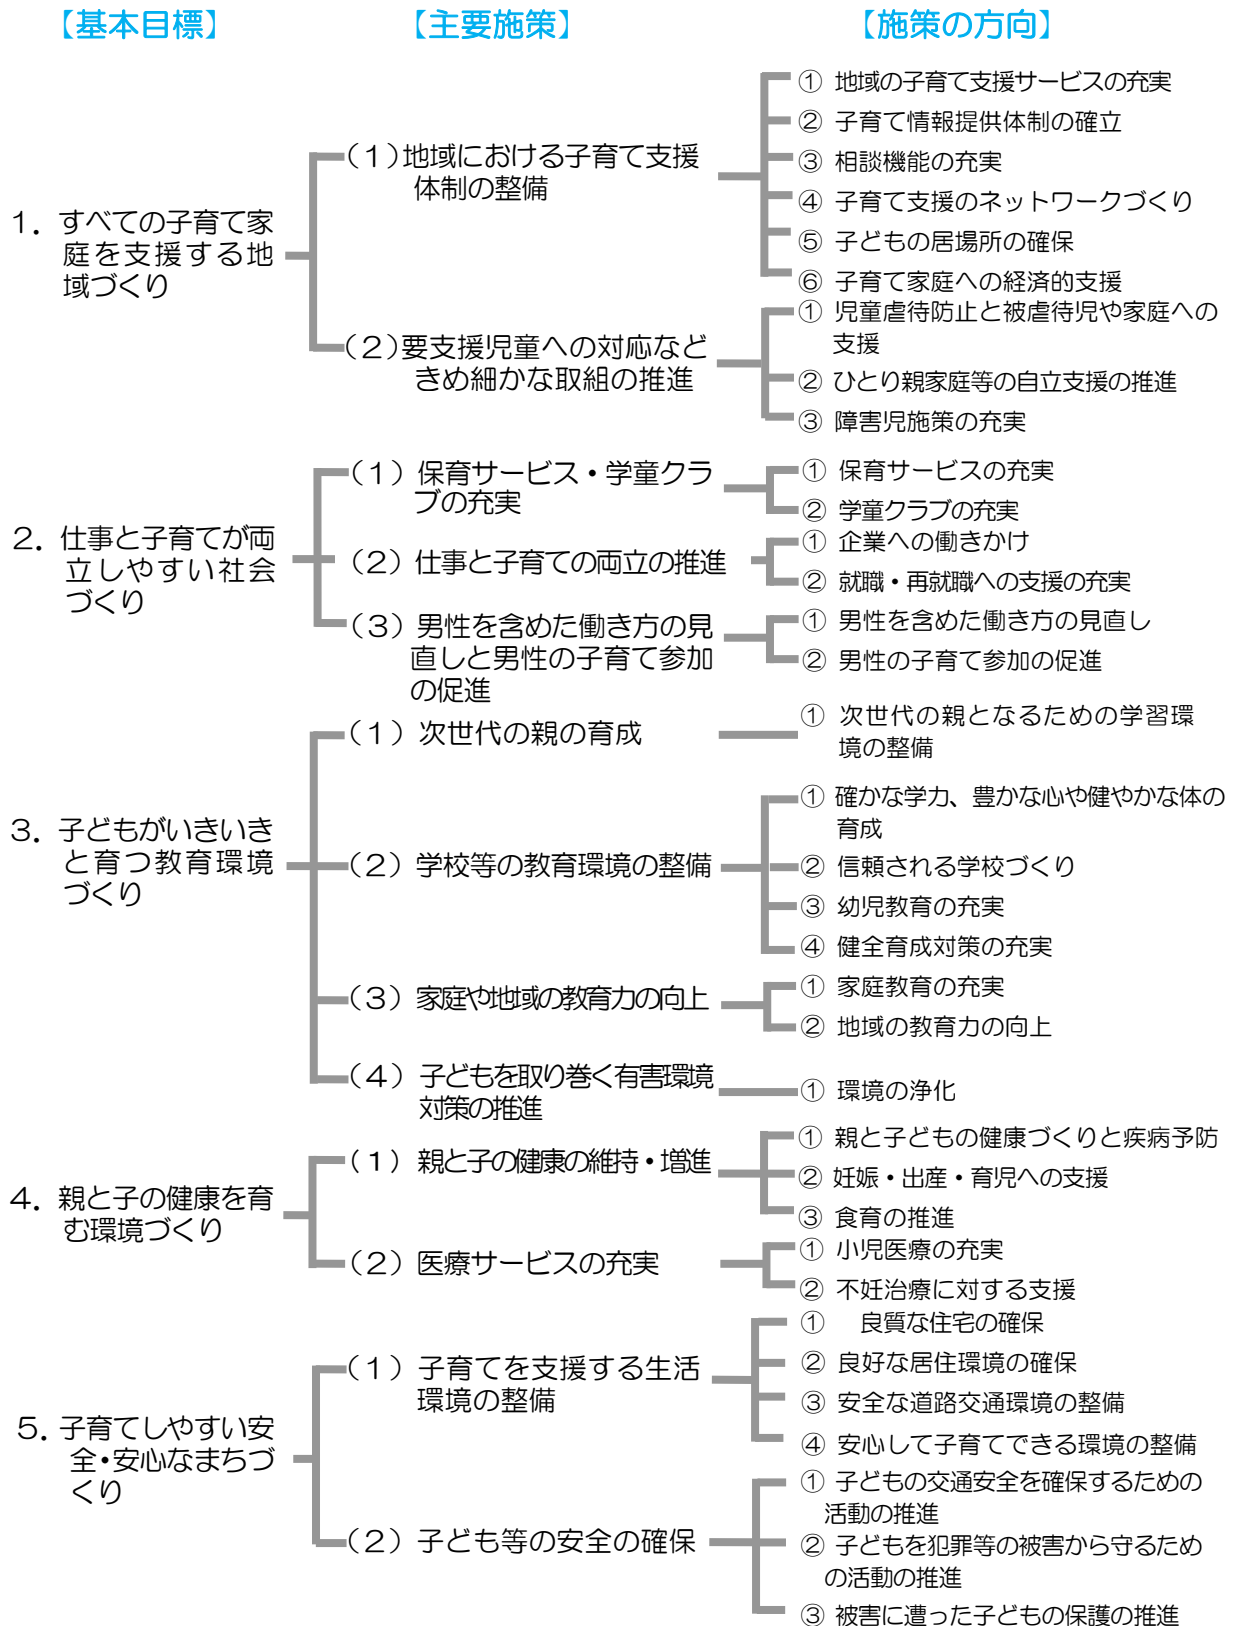 【基本目標】
【主要施策】
【施策の方向】
1．すべての子育て家
庭を支援する地
域づくり
（1）地域における子育て支援
体制の整備
① 地域の子育て支援サービスの充実
② 子育て情報提供体制の確立
③ 相談機能の充実
④ 子育て支援のネットワークづくり
⑤ 子どもの居場所の確保
⑥ 子育て家庭への経済的支援
（2）要支援児童への対応など
きめ細かな取組の推進
① 児童虐待防止と被虐待児や家庭への
支援
② ひとり親家庭等の自立支援の推進
③ 障害児施策の充実
2．仕事と子育てが両
立しやすい社会
づくり
（1）保育サービス・学童クラ
ブの充実
① 保育サービスの充実
② 学童クラブの充実
（2）仕事と子育ての両立の推進
① 企業への働きかけ
② 就職・再就職への支援の充実
（3）男性を含めた働き方の見
直しと男性の子育て参加
の促進
① 男性を含めた働き方の見直し
② 男性の子育て参加の促進
3．子どもがいきいき
と育つ教育環境
づくり
（1）次世代の親の育成
① 次世代の親となるための学習環
境の整備
（2）学校等の教育環境の整備
① 確かな学力、豊かな心や健やかな体の
育成
② 信頼される学校づくり
③ 幼児教育の充実
④ 健全育成対策の充実
（3）家庭や地域の教育力の向上
① 家庭教育の充実
② 地域の教育力の向上
（4）子どもを取り巻く有害環境
対策の推進
① 環境の浄化
4．親と子の健康を育
む環境づくり
（1）親と子の健康の維持・増進
① 親と子どもの健康づくりと疾病予防
② 妊娠・出産・育児への支援
③ 食育の推進
（2）医療サービスの充実
① 小児医療の充実
② 不妊治療に対する支援
5．子育てしやすい安
全・安心なまちづ
くり
（1）子育てを支援する生活
環境の整備
① 良質な住宅の確保
② 良好な居住環境の確保
③ 安全な道路交通環境の整備
④ 安心して子育てできる環境の整備
（2）子ども等の安全の確保
① 子どもの交通安全を確保するための
活動の推進
② 子どもを犯罪等の被害から守るため
の活動の推進
③ 被害に遭った子どもの保護の推進